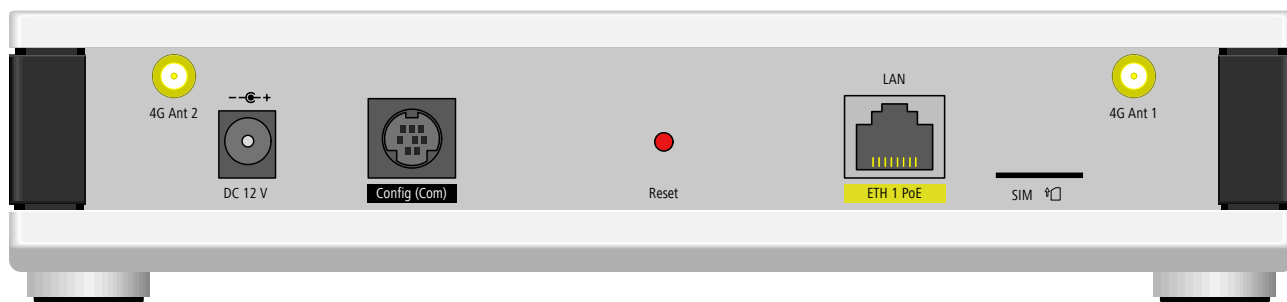 4G Ant 2
DC 12 V
Config (Com)
Reset
LAN
ETH 1 PoE
SIM
4G Ant 1